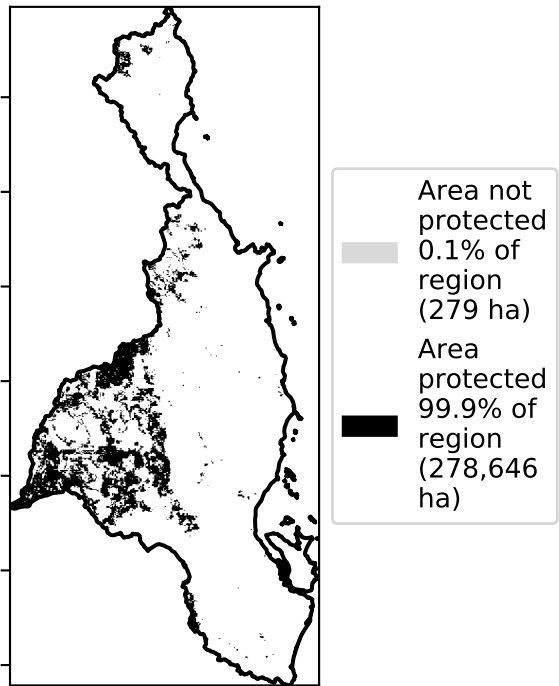 Area not
protected
0.1% of
region
(279 ha)
Area
protected
99.9% of
region
(278,646
ha)